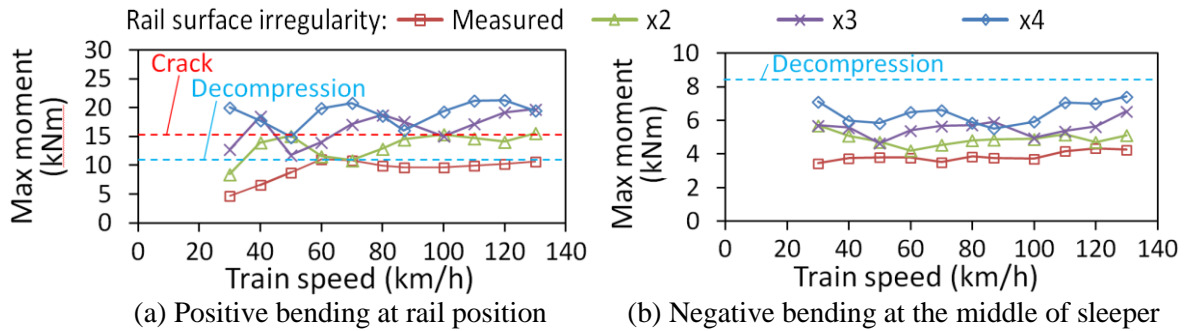 Rail surface irregularity: Measured x2 x3 x4
Max moment
(kNm)
30
25
20
15
10
5
0
Crack
Decompression
0 20 40 60 80 100 120 140
Train speed (km/h)
(a) Positive bending at rail position
Max moment
(kNm)
10
8
6
4
2
0
Decompression
0 20 40 60 80 100 120 140
Train speed (km/h)
(b) Negative bending at the middle of sleeper